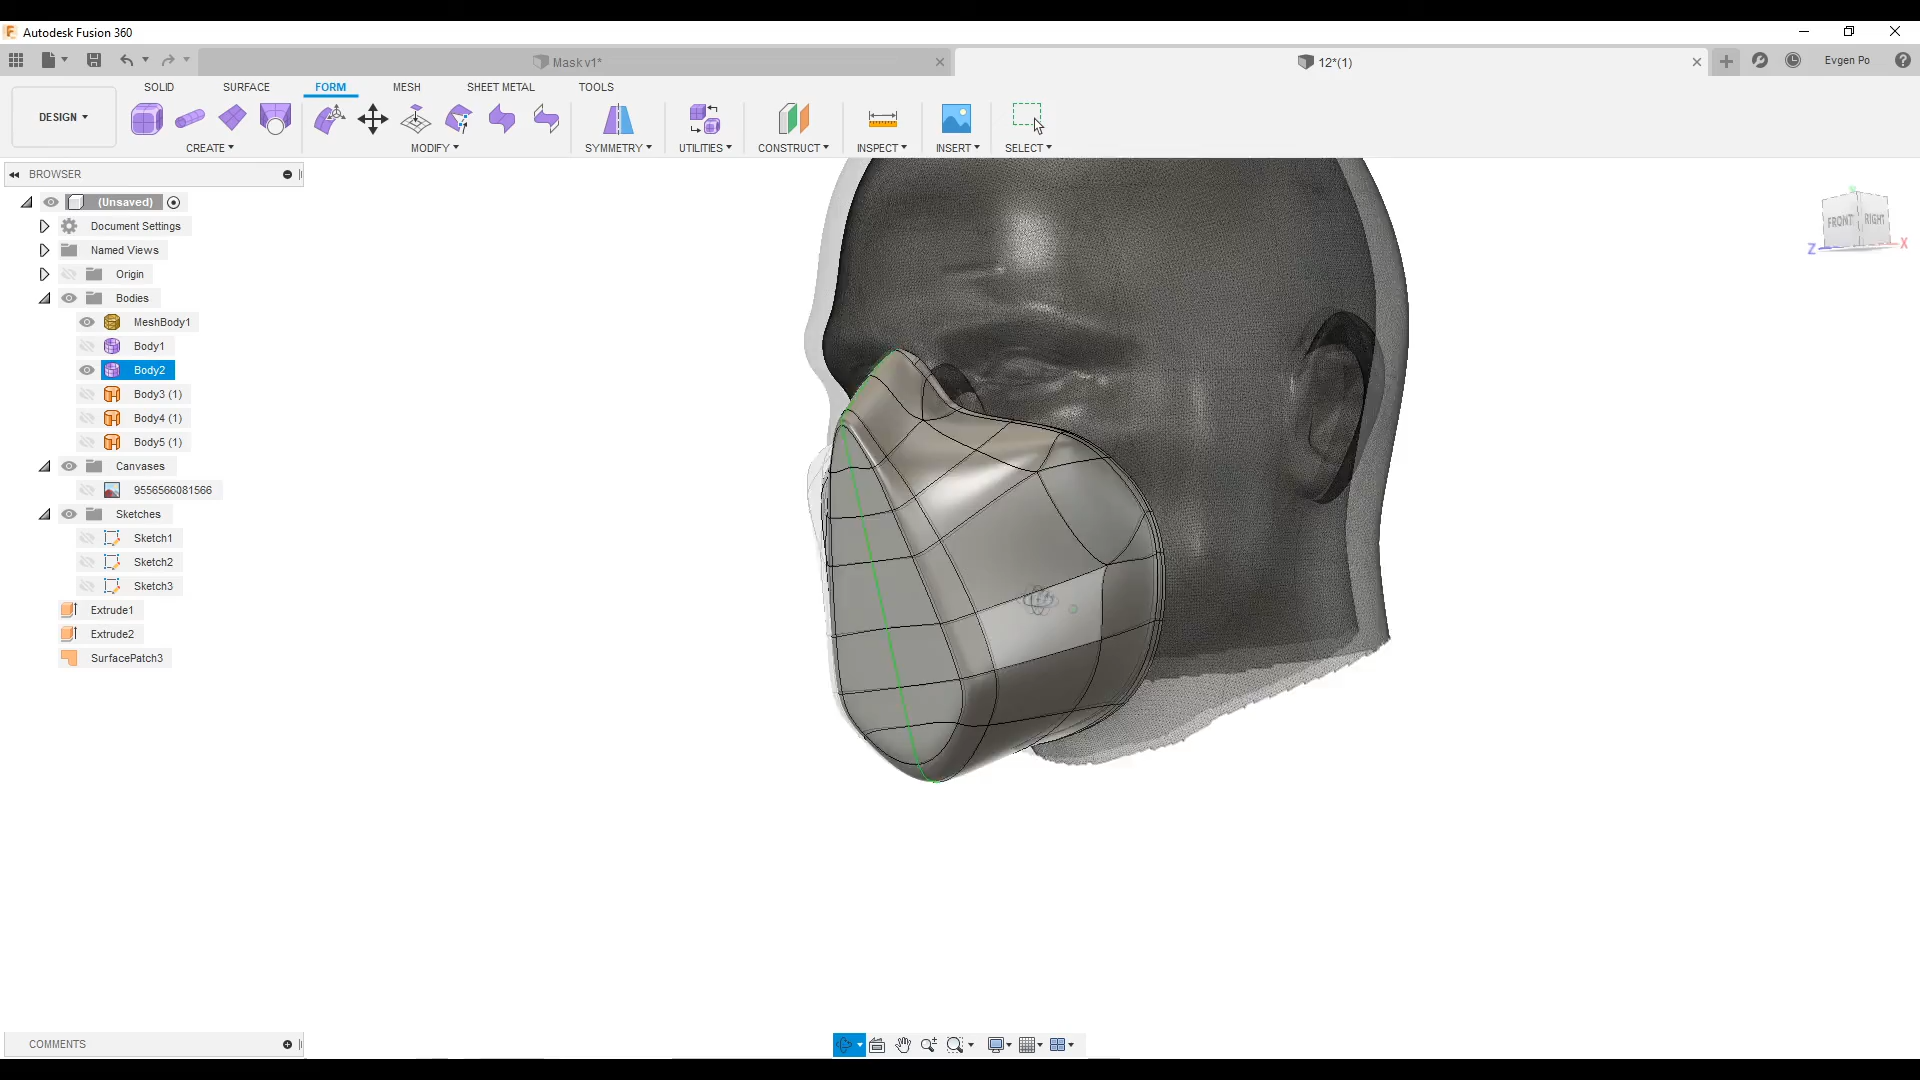 Autodesk Fusion 360
Mask v1*
12*(1)
Evgen Po
DESIGN
SOLID
SURFACE
FORM
MESH
SHEET METAL
TOOLS
CREATE
MODIFY
SYMMETRY
UTILITIES
CONSTRUCT
INSPECT
INSERT
SELECT
BROWSER
(Unsaved)
Document Settings
Named Views
Origin
Bodies
MeshBody1
Body1
Body2
Body3 (1)
Body4 (1)
Body5 (1)
Canvases
9556566081566
Sketches
Sketch1
Sketch2
Sketch3
Extrude1
Extrude2
SurfacePatch3
FRONT
RIGHT
Z
X
COMMENTS